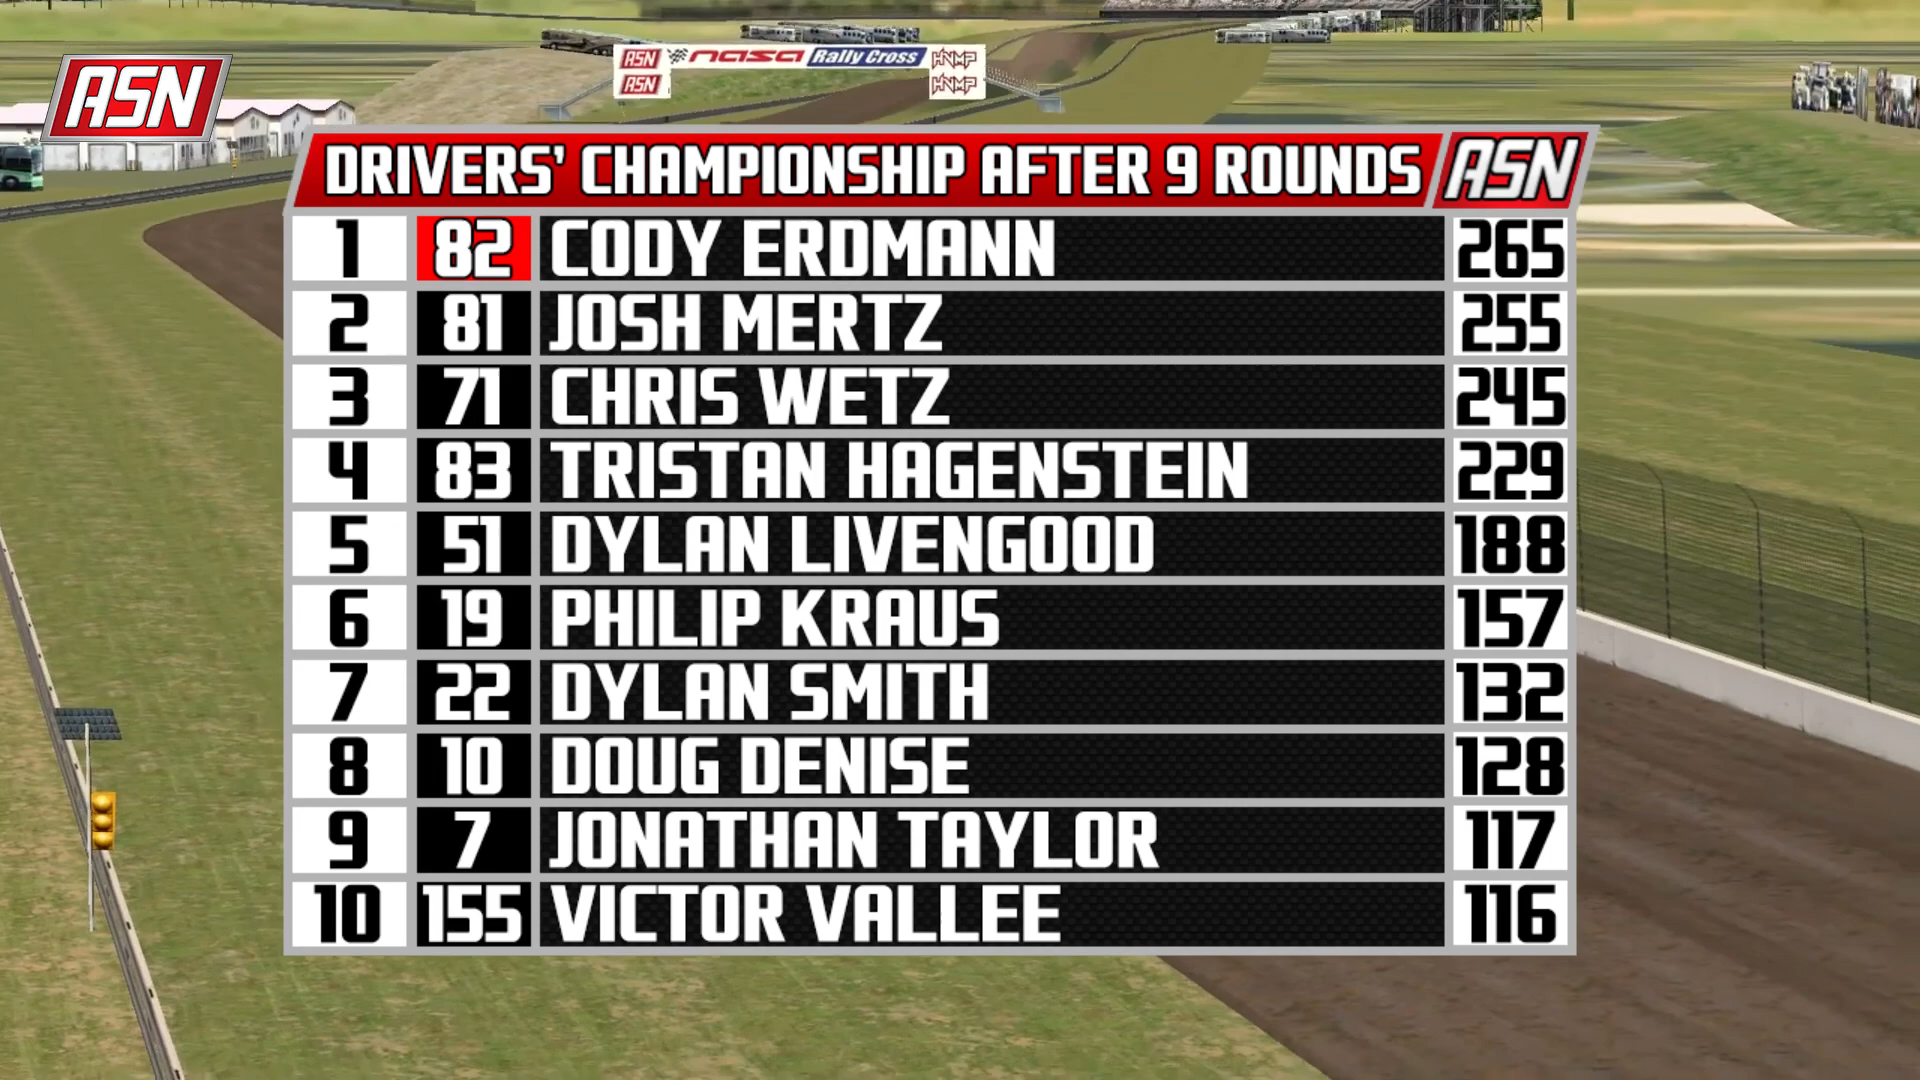 ASN nasa Rally Cross HNMP
ASN HNMP
ASN
DRIVERS' CHAMPIONSHIP AFTER 9 ROUNDS ASN
1 82 CODY ERDMANN 265
2 81 JOSH MERTZ 255
3 71 CHRIS WETZ 245
4 83 TRISTAN HAGENSTEIN 229
5 51 DYLAN LIVENGOOD 188
6 19 PHILIP KRAUS 157
7 22 DYLAN SMITH 132
8 10 DOUG DENISE 128
9 7 JONATHAN TAYLOR 117
10 155 VICTOR VALLEE 116